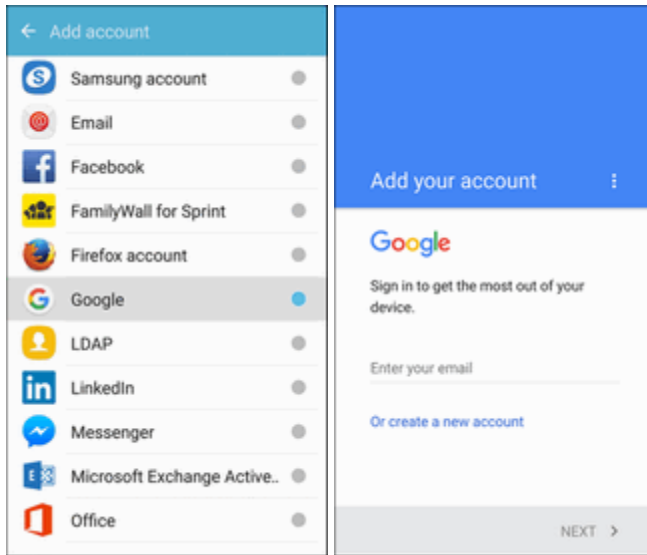 Add account
Samsung account
Email
Facebook
FamilyWall for Sprint
Firefox account
Google
LDAP
LinkedIn
Messenger
Microsoft Exchange Active..
Office
Add your account
Google
Sign in to get the most out of your
device.
Enter your email
Or create a new account
NEXT